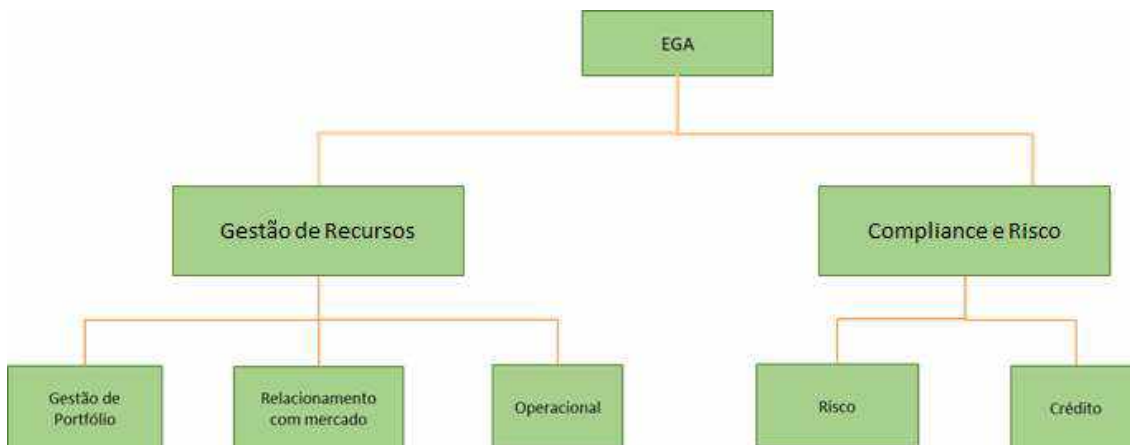 EGA
Gestão de Recursos
Compliance e Risco
Gestão de
Portfólio
Relacionamento
com mercado
Operacional
Risco
Crédito